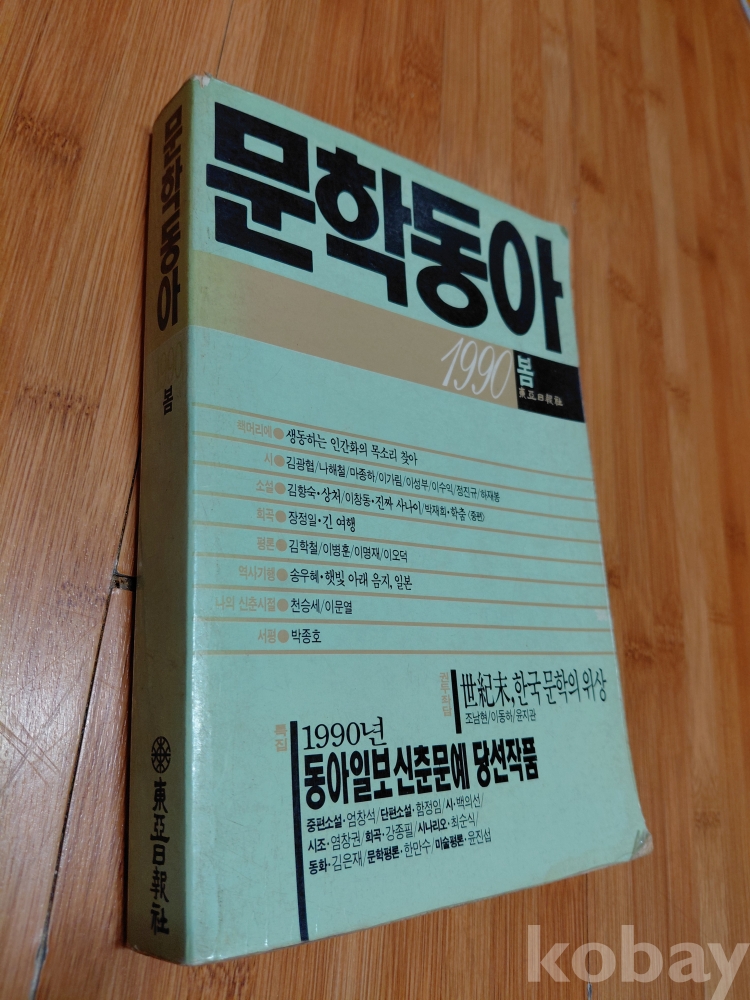 문학동아
1990 봄
東亞日報社
책머리에 ● 생동하는 인간화의 목소리 찾아
시 ● 김광협/나해철/마종하/이가림/이성부/이수익/정진규/하재봉
소설 ● 김항숙·상처/이창동·진짜 사나이/박재희·학춤 〈중편〉
희곡 ● 장정일·긴 여행
평론 ● 김학철/이병훈/이명재/이오덕
역사기행 ● 송우혜·햇빛 아래 음지, 일본
나의 신춘시절 ● 천승세/이문열
서평 ● 박종호
권두좌담
世紀末, 한국 문학의 위상
조남현/이동하/윤지관
특집
1990년
동아일보 신춘문예 당선작품
중편소설·엄창석/단편소설·함정임/시·백의선/
시조·염창권/희곡·강종필/시나리오·최순식/
동화·김은재/문학평론·한만수/미술평론·윤진섭
문학동아
1990
봄
東亞日報社
kobay